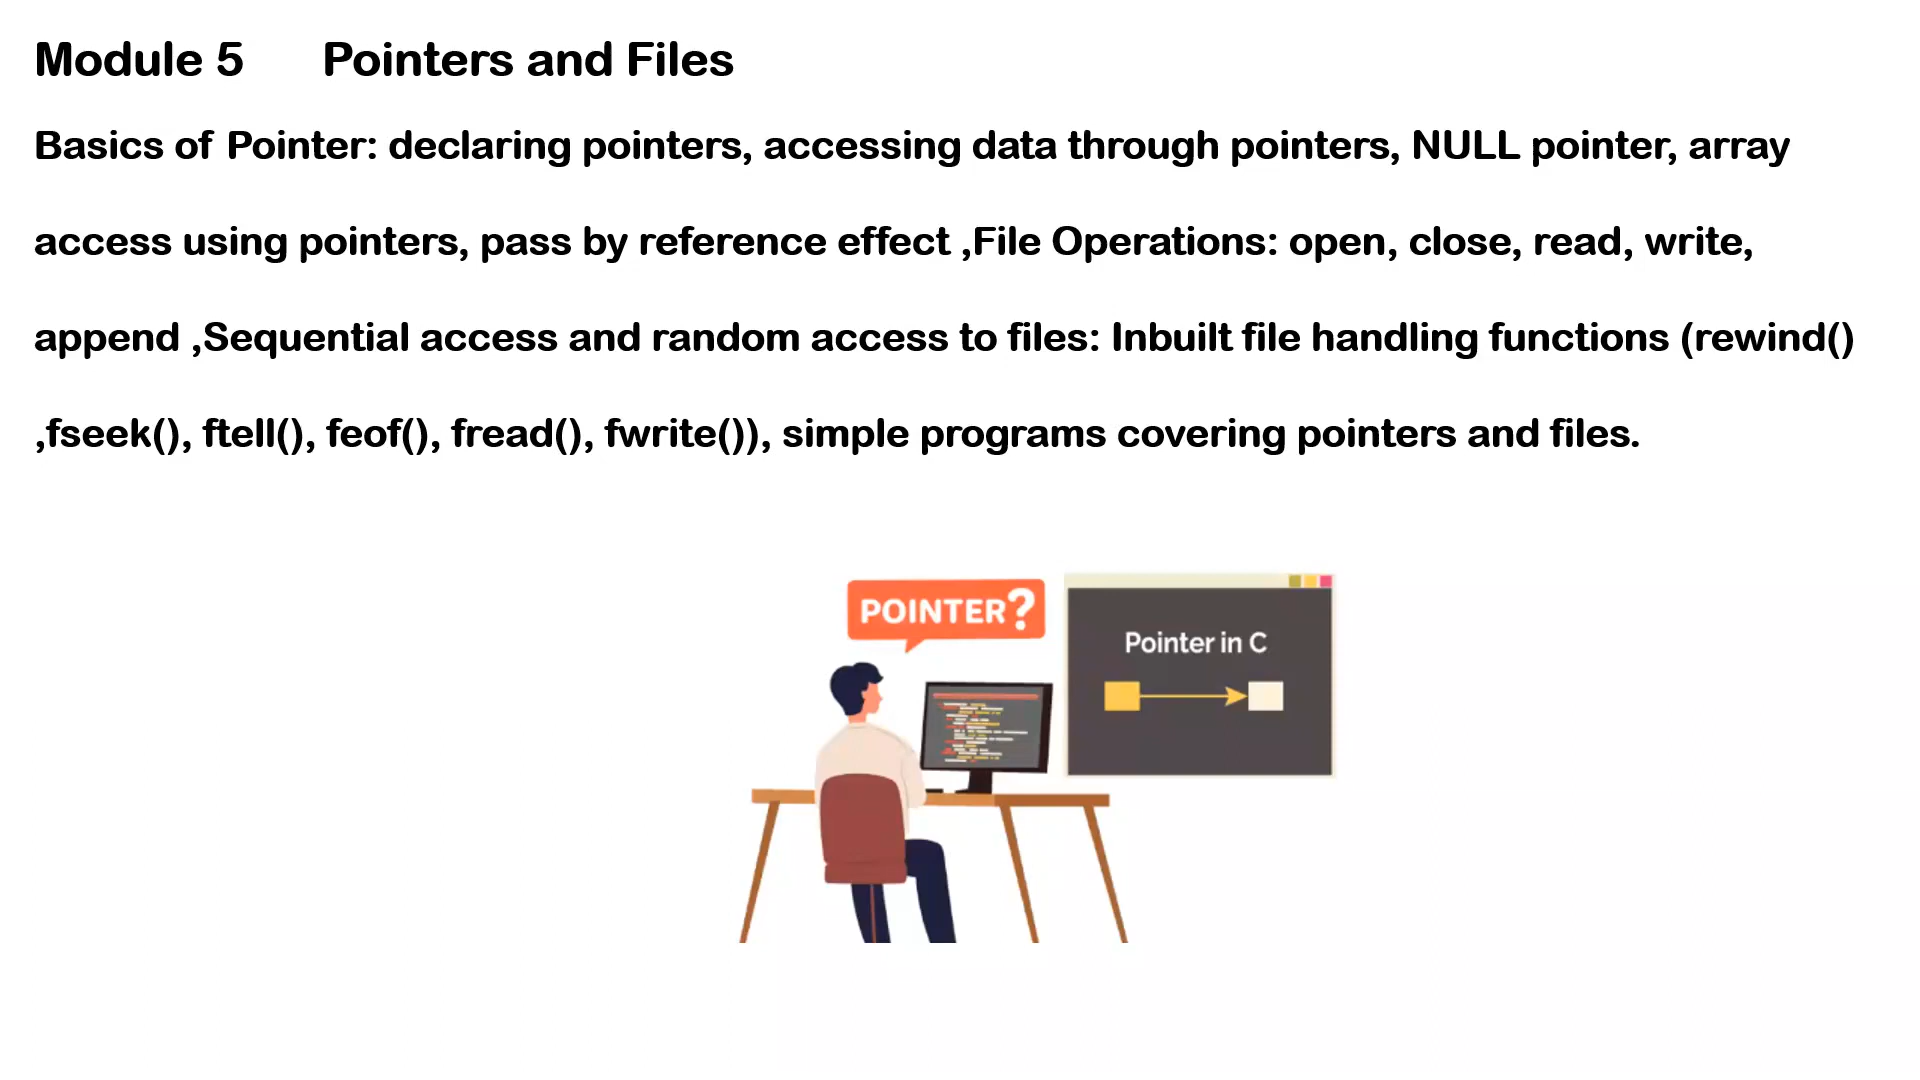 Module 5 Pointers and Files
Basics of Pointer: declaring pointers, accessing data through pointers, NULL pointer, array
access using pointers, pass by reference effect ,File Operations: open, close, read, write,
append ,Sequential access and random access to files: Inbuilt file handling functions (rewind()
,fseek(), ftell(), feof(), fread(), fwrite()), simple programs covering pointers and files.
POINTER?
Pointer in C